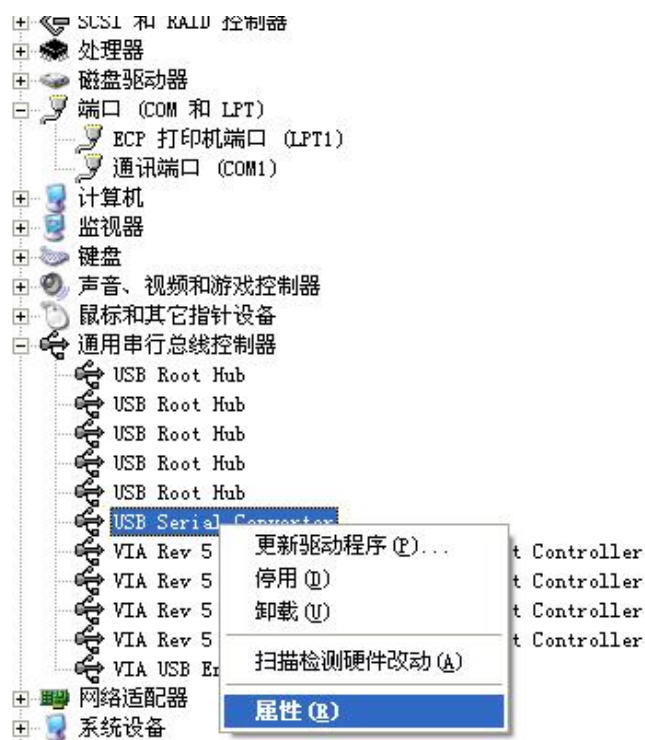 SCSI 和 RAID 控制器
处理器
磁盘驱动器
端口 (COM 和 LPT)
ECP 打印机端口 (LPT1)
通讯端口 (COM1)
计算机
监视器
键盘
声音、视频和游戏控制器
鼠标和其它指针设备
通用串行总线控制器
USB Root Hub
USB Root Hub
USB Root Hub
USB Root Hub
USB Root Hub
USB Serial Converter
更新驱动程序(P)...
VIA Rev 5 t Controller
停用(D)
VIA Rev 5 t Controller
卸载(U)
VIA Rev 5 t Controller
VIA Rev 5 t Controller
扫描检测硬件改动(A)
VIA USB En
网络适配器
属性(R)
系统设备